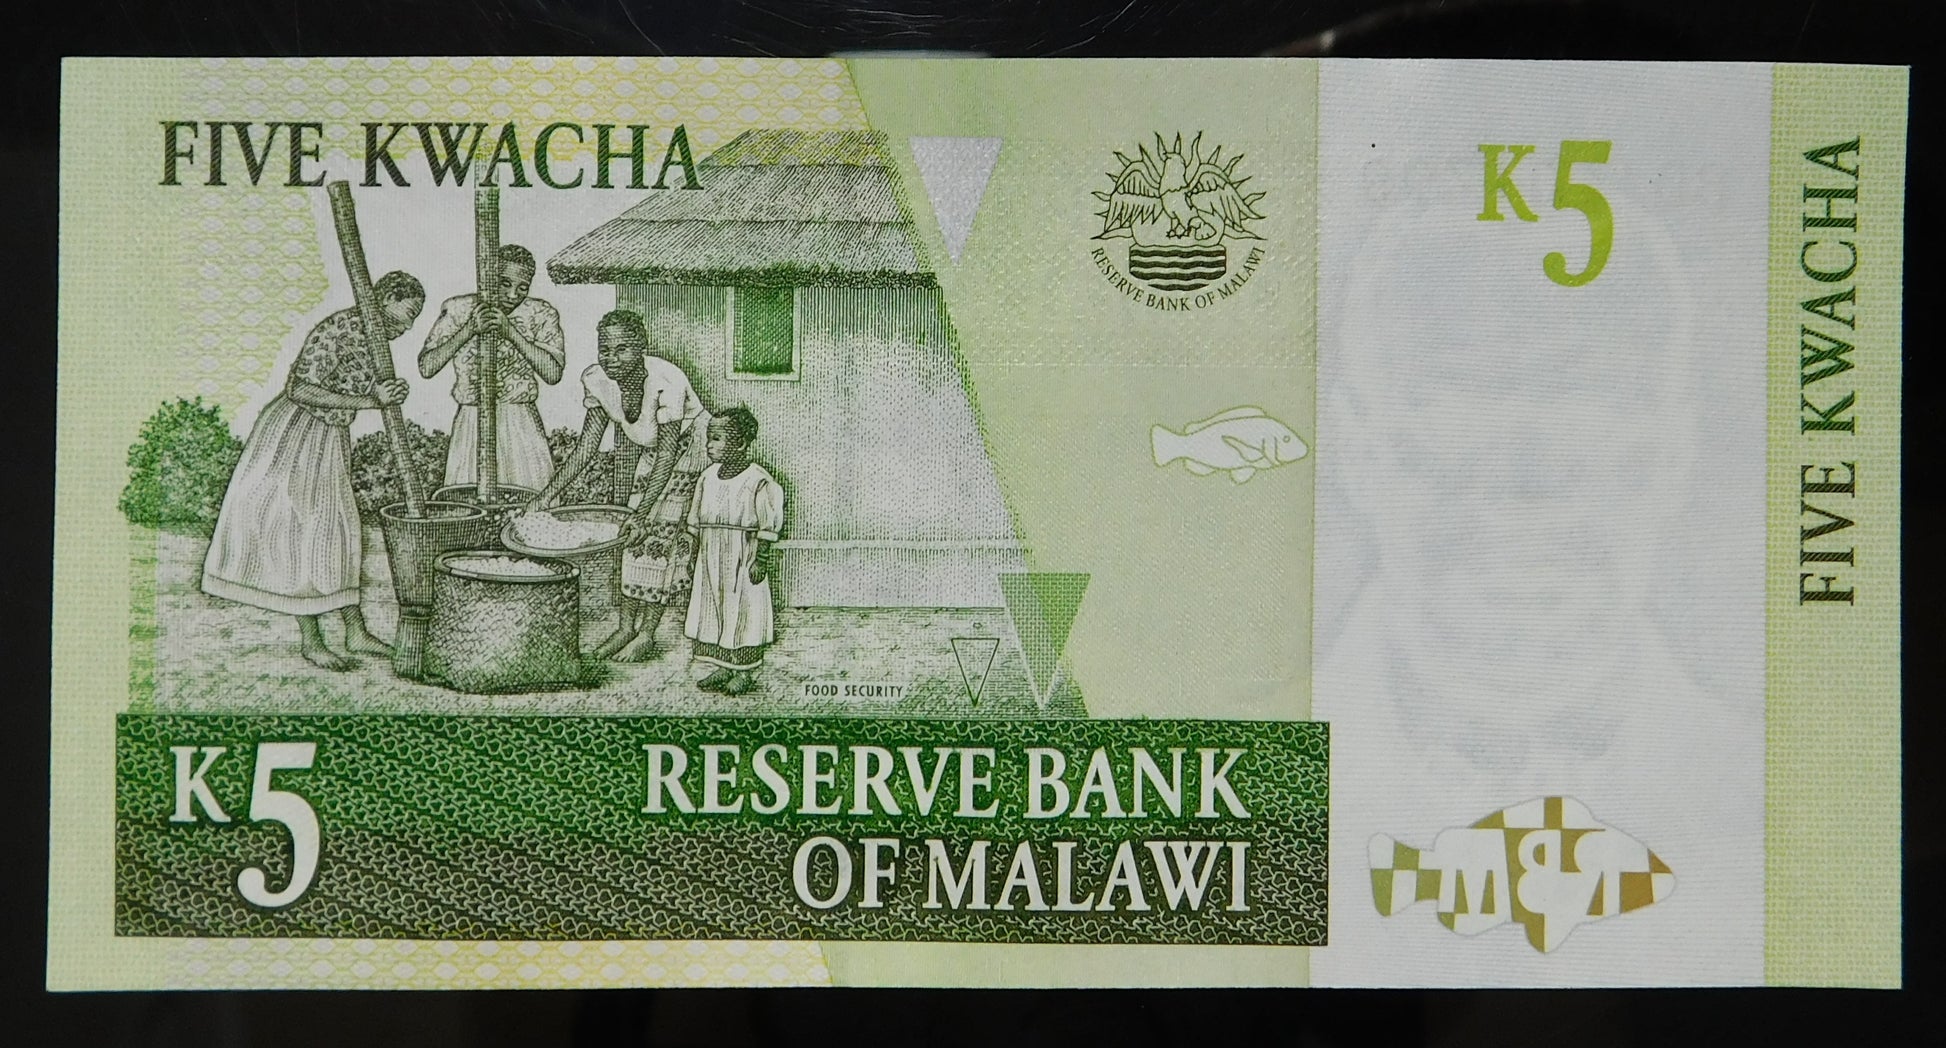 FIVE KWACHA
RESERVE BANK OF MALAWI
K5
FIVE KWACHA
FOOD SECURITY
K5
RESERVE BANK
OF MALAWI